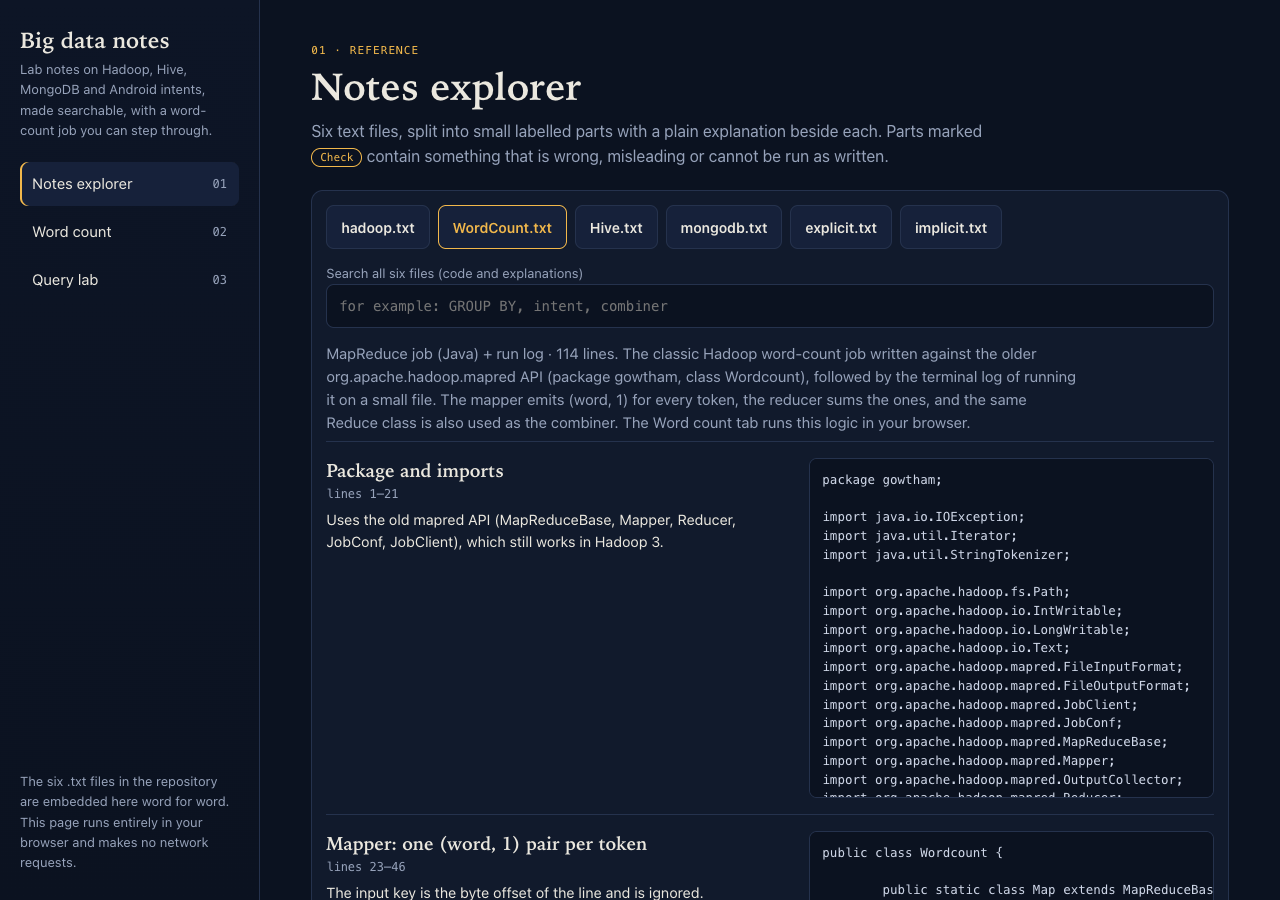 Big data notes
Lab notes on Hadoop, Hive,
MongoDB and Android intents,
made searchable, with a word-
count job you can step through.
Notes explorer 01
Word count 02
Query lab 03
The six .txt files in the repository
are embedded here word for word.
This page runs entirely in your
browser and makes no network
requests.
01 · REFERENCE
Notes explorer
Six text files, split into small labelled parts with a plain explanation beside each. Parts marked
Check contain something that is wrong, misleading or cannot be run as written.
hadoop.txt WordCount.txt Hive.txt mongodb.txt explicit.txt implicit.txt
Search all six files (code and explanations)
for example: GROUP BY, intent, combiner
MapReduce job (Java) + run log · 114 lines. The classic Hadoop word-count job written against the older
org.apache.hadoop.mapred API (package gowtham, class Wordcount), followed by the terminal log of running
it on a small file. The mapper emits (word, 1) for every token, the reducer sums the ones, and the same
Reduce class is also used as the combiner. The Word count tab runs this logic in your browser.
Package and imports
lines 1–21
Uses the old mapred API (MapReduceBase, Mapper, Reducer,
JobConf, JobClient), which still works in Hadoop 3.
package gowtham;
import java.io.IOException;
import java.util.Iterator;
import java.util.StringTokenizer;
import org.apache.hadoop.fs.Path;
import org.apache.hadoop.io.IntWritable;
import org.apache.hadoop.io.LongWritable;
import org.apache.hadoop.io.Text;
import org.apache.hadoop.mapred.FileInputFormat;
import org.apache.hadoop.mapred.FileOutputFormat;
import org.apache.hadoop.mapred.JobClient;
import org.apache.hadoop.mapred.JobConf;
import org.apache.hadoop.mapred.MapReduceBase;
import org.apache.hadoop.mapred.Mapper;
import org.apache.hadoop.mapred.OutputCollector;
import org.apache.hadoop.mapred.Reducer;
Mapper: one (word, 1) pair per token
lines 23–46
The input key is the byte offset of the line and is ignored.
public class Wordcount {
public static class Map extends MapReduceBas